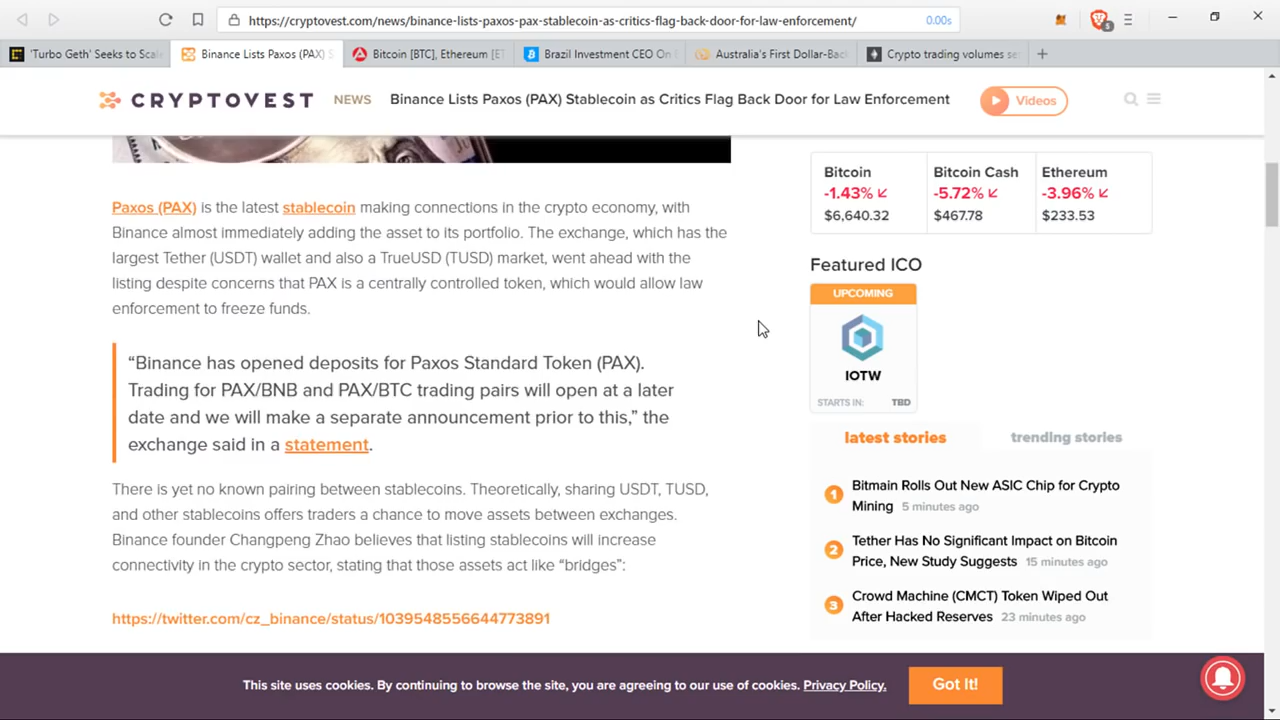 https://cryptovest.com/news/binance-lists-paxos-pax-stablecoin-as-critics-flag-back-door-for-law-enforcement/
0.00s
5
'Turbo Geth' Seeks to Scale
Binance Lists Paxos (PAX) S
Bitcoin [BTC], Ethereum [ET
Brazil Investment CEO On
Australia's First Dollar-Back
Crypto trading volumes se
CRYPTOVEST
NEWS
Binance Lists Paxos (PAX) Stablecoin as Critics Flag Back Door for Law Enforcement
Videos
Paxos (PAX) is the latest stablecoin making connections in the crypto economy, with
Binance almost immediately adding the asset to its portfolio. The exchange, which has the
largest Tether (USDT) wallet and also a TrueUSD (TUSD) market, went ahead with the
listing despite concerns that PAX is a centrally controlled token, which would allow law
enforcement to freeze funds.
“Binance has opened deposits for Paxos Standard Token (PAX).
Trading for PAX/BNB and PAX/BTC trading pairs will open at a later
date and we will make a separate announcement prior to this,” the
exchange said in a statement.
There is yet no known pairing between stablecoins. Theoretically, sharing USDT, TUSD,
and other stablecoins offers traders a chance to move assets between exchanges.
Binance founder Changpeng Zhao believes that listing stablecoins will increase
connectivity in the crypto sector, stating that those assets act like “bridges”:
https://twitter.com/cz_binance/status/1039548556644773891
Bitcoin Bitcoin Cash Ethereum
-1.43% -5.72% -3.96%
$6,640.32 $467.78 $233.53
Featured ICO
UPCOMING
IOTW
STARTS IN: TBD
latest stories trending stories
1 Bitmain Rolls Out New ASIC Chip for Crypto
Mining 5 minutes ago
2 Tether Has No Significant Impact on Bitcoin
Price, New Study Suggests 15 minutes ago
3 Crowd Machine (CMCT) Token Wiped Out
After Hacked Reserves 23 minutes ago
This site uses cookies. By continuing to browse the site, you are agreeing to our use of cookies. Privacy Policy.
Got It!